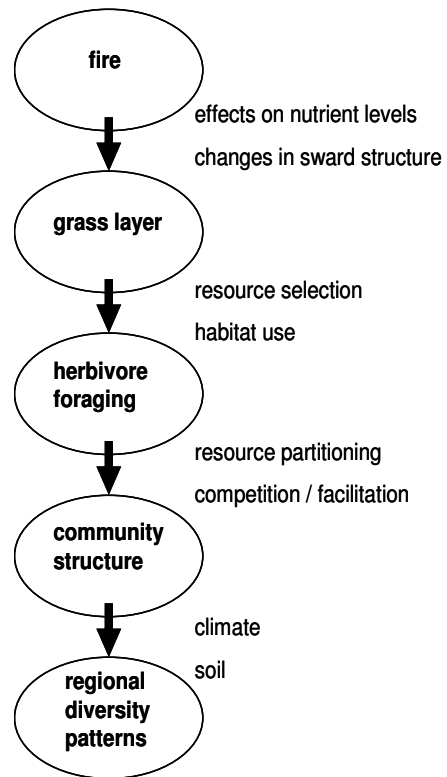 fire
effects on nutrient levels
changes in sward structure
grass layer
resource selection
habitat use
herbivore
foraging
resource partitioning
competition / facilitation
community
structure
climate
soil
regional
diversity
patterns